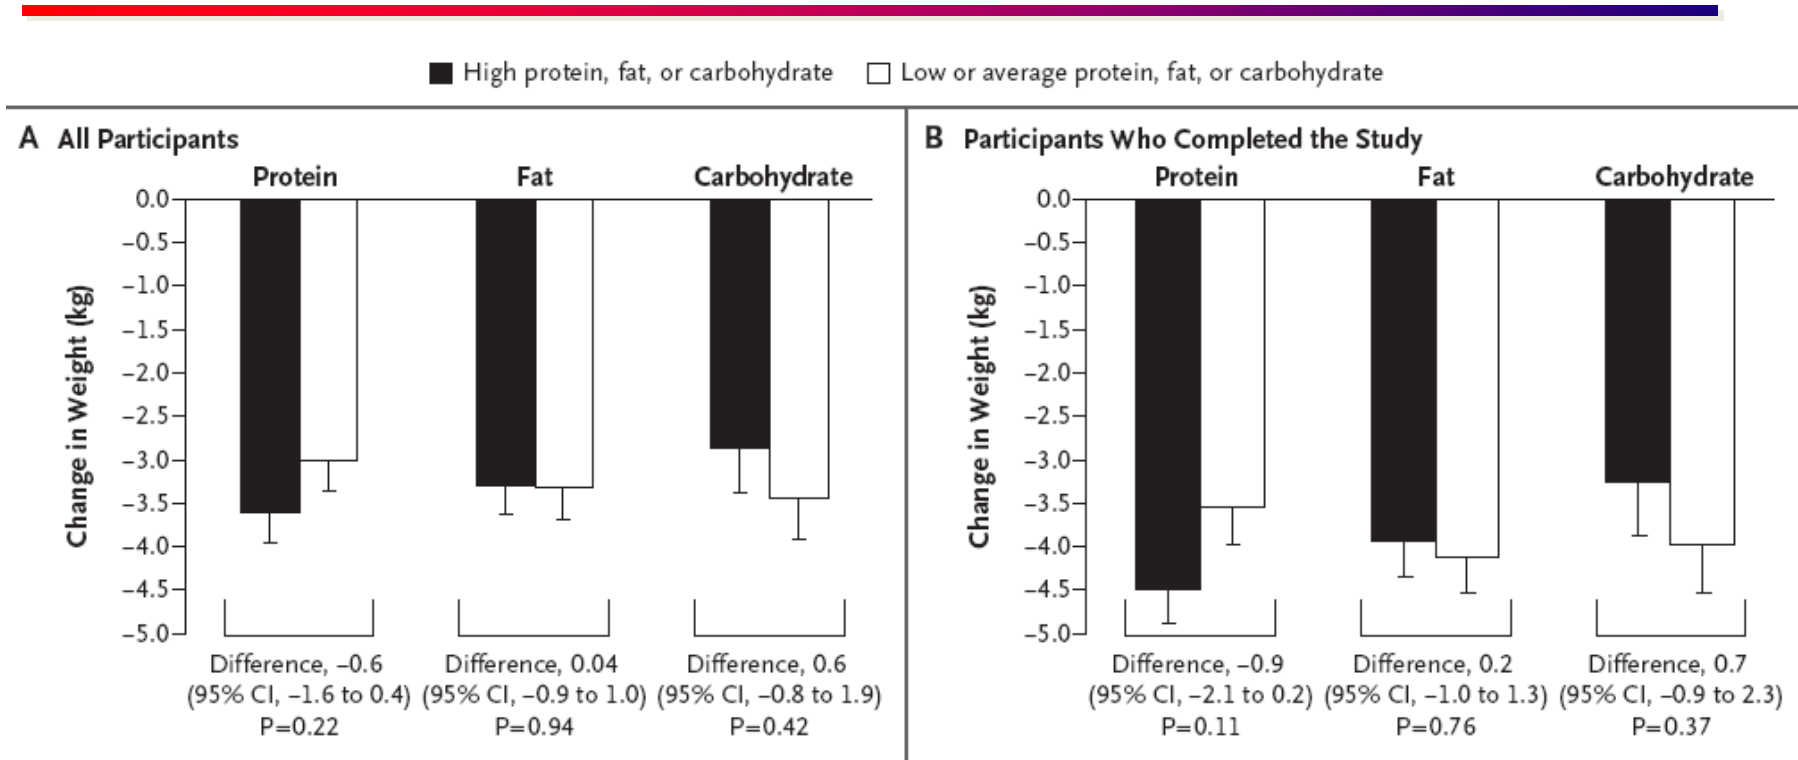 High protein, fat, or carbohydrate
Low or average protein, fat, or carbohydrate
A All Participants
Protein Fat Carbohydrate
Change in Weight (kg)
0.0
–0.5
–1.0
–1.5
–2.0
–2.5
–3.0
–3.5
–4.0
–4.5
–5.0
Difference, –0.6
(95% CI, –1.6 to 0.4)
P=0.22
Difference, 0.04
(95% CI, –0.9 to 1.0)
P=0.94
Difference, 0.6
(95% CI, –0.8 to 1.9)
P=0.42
B Participants Who Completed the Study
Protein Fat Carbohydrate
Change in Weight (kg)
0.0
–0.5
–1.0
–1.5
–2.0
–2.5
–3.0
–3.5
–4.0
–4.5
–5.0
Difference, –0.9
(95% CI, –2.1 to 0.2)
P=0.11
Difference, 0.2
(95% CI, –1.0 to 1.3)
P=0.76
Difference, 0.7
(95% CI, –0.9 to 2.3)
P=0.37